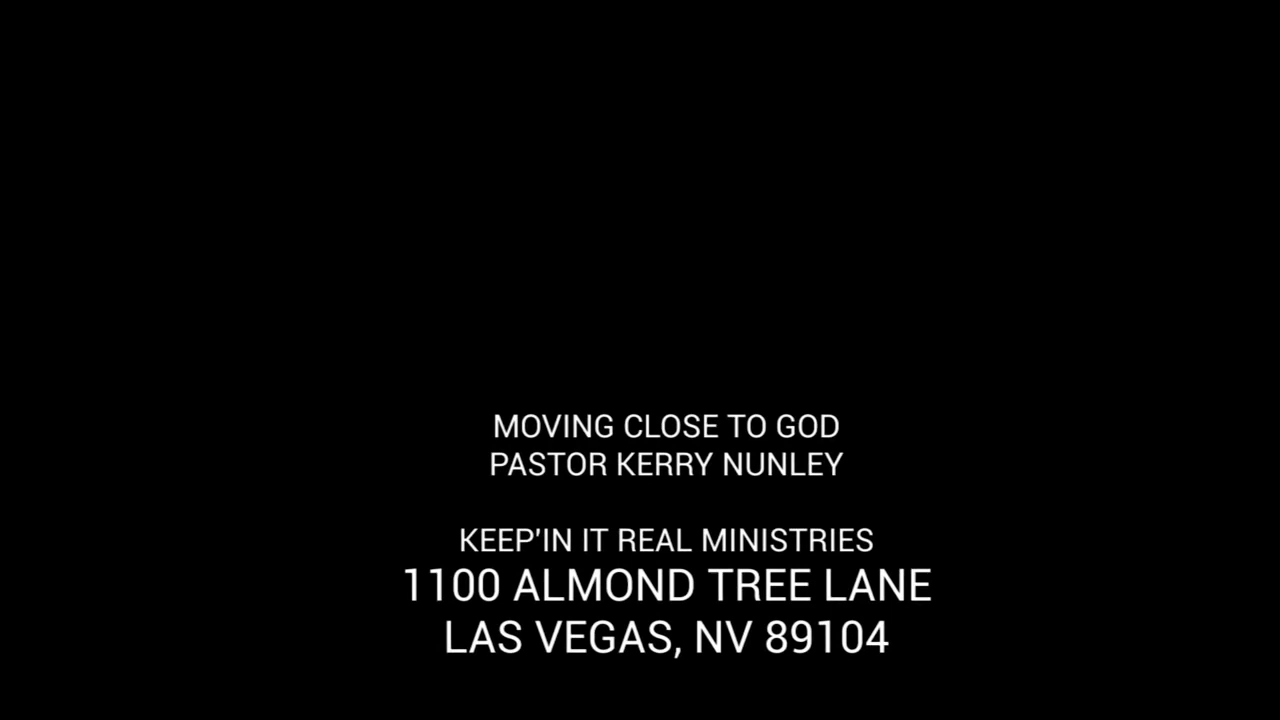 MOVING CLOSE TO GOD
PASTOR KERRY NUNLEY
KEEP'IN IT REAL MINISTRIES
1100 ALMOND TREE LANE
LAS VEGAS, NV 89104